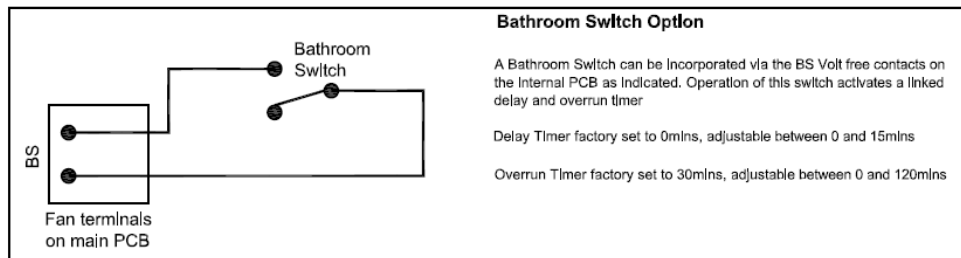 Bathroom Switch Option
Bathroom
Switch
A Bathroom Switch can be Incorporated via the BS Volt free contacts on
the Internal PCB as Indicated. Operation of this switch activates a linked
delay and overrun timer
Delay Timer factory set to 0mins, adjustable between 0 and 15mins
BS
Overrun Timer factory set to 30mins, adjustable between 0 and 120mins
Fan terminals
on main PCB